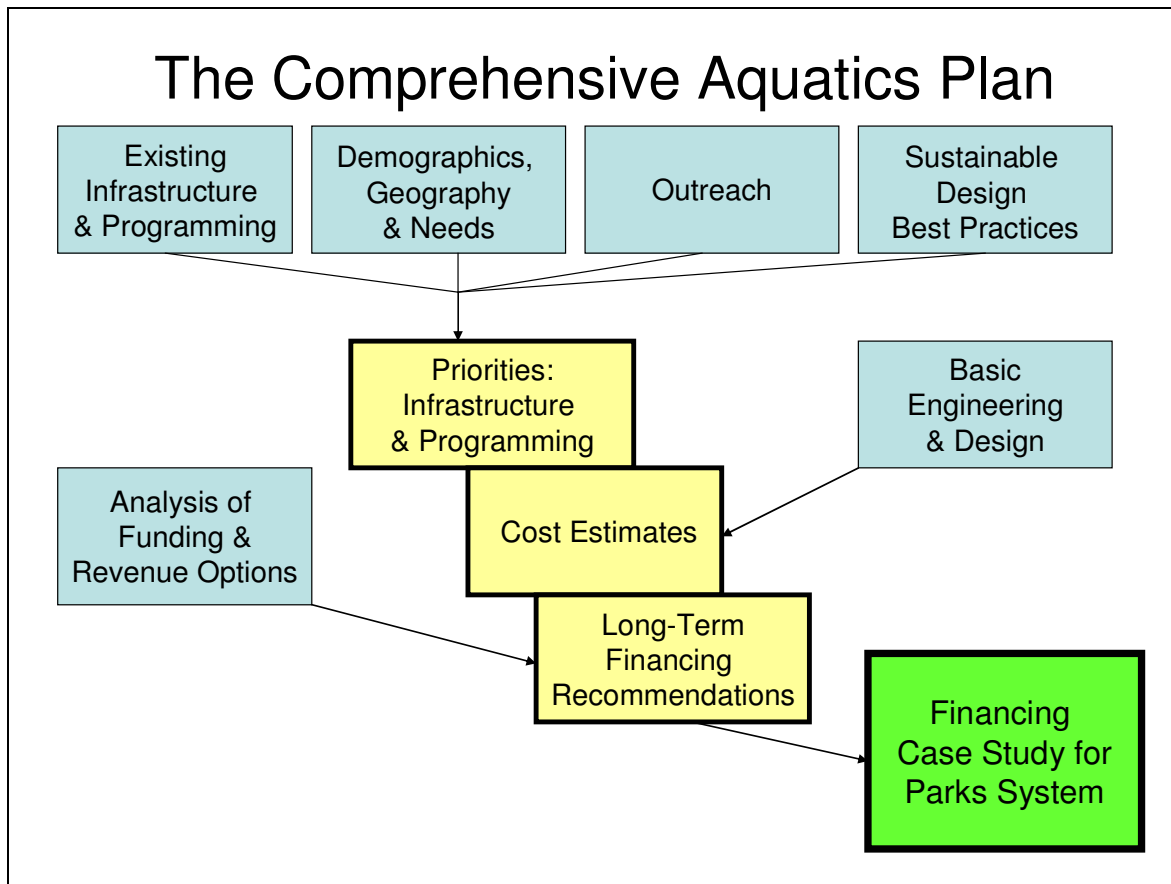 The Comprehensive Aquatics Plan
Existing
Infrastructure
& Programming
Demographics,
Geography
& Needs
Outreach
Sustainable
Design
Best Practices
Priorities:
Infrastructure
& Programming
Basic
Engineering
& Design
Analysis of
Funding &
Revenue Options
Cost Estimates
Long-Term
Financing
Recommendations
Financing
Case Study for
Parks System